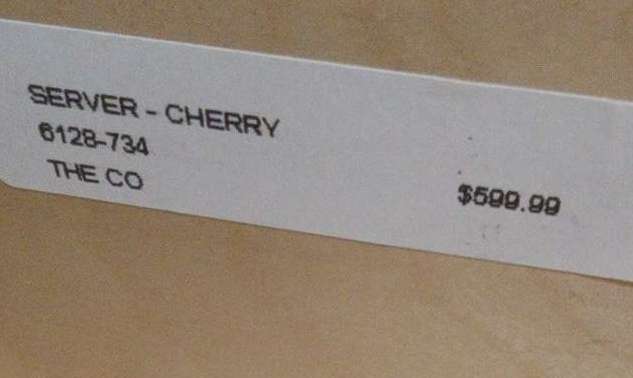 SERVER - CHERRY
6128-734
THE CO
$599.99